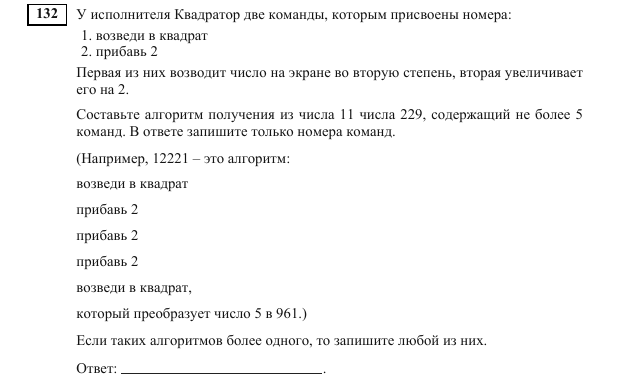 132 У исполнителя Квадратор две команды, которым присвоены номера:
1. возведи в квадрат
2. прибавь 2
Первая из них возводит число на экране во вторую степень, вторая увеличивает
его на 2.
Составьте алгоритм получения из числа 11 числа 229, содержащий не более 5
команд. В ответе запишите только номера команд.
(Например, 12221 – это алгоритм:
возведи в квадрат
прибавь 2
прибавь 2
прибавь 2
возведи в квадрат,
который преобразует число 5 в 961.)
Если таких алгоритмов более одного, то запишите любой из них.
Ответ: ____________________________.